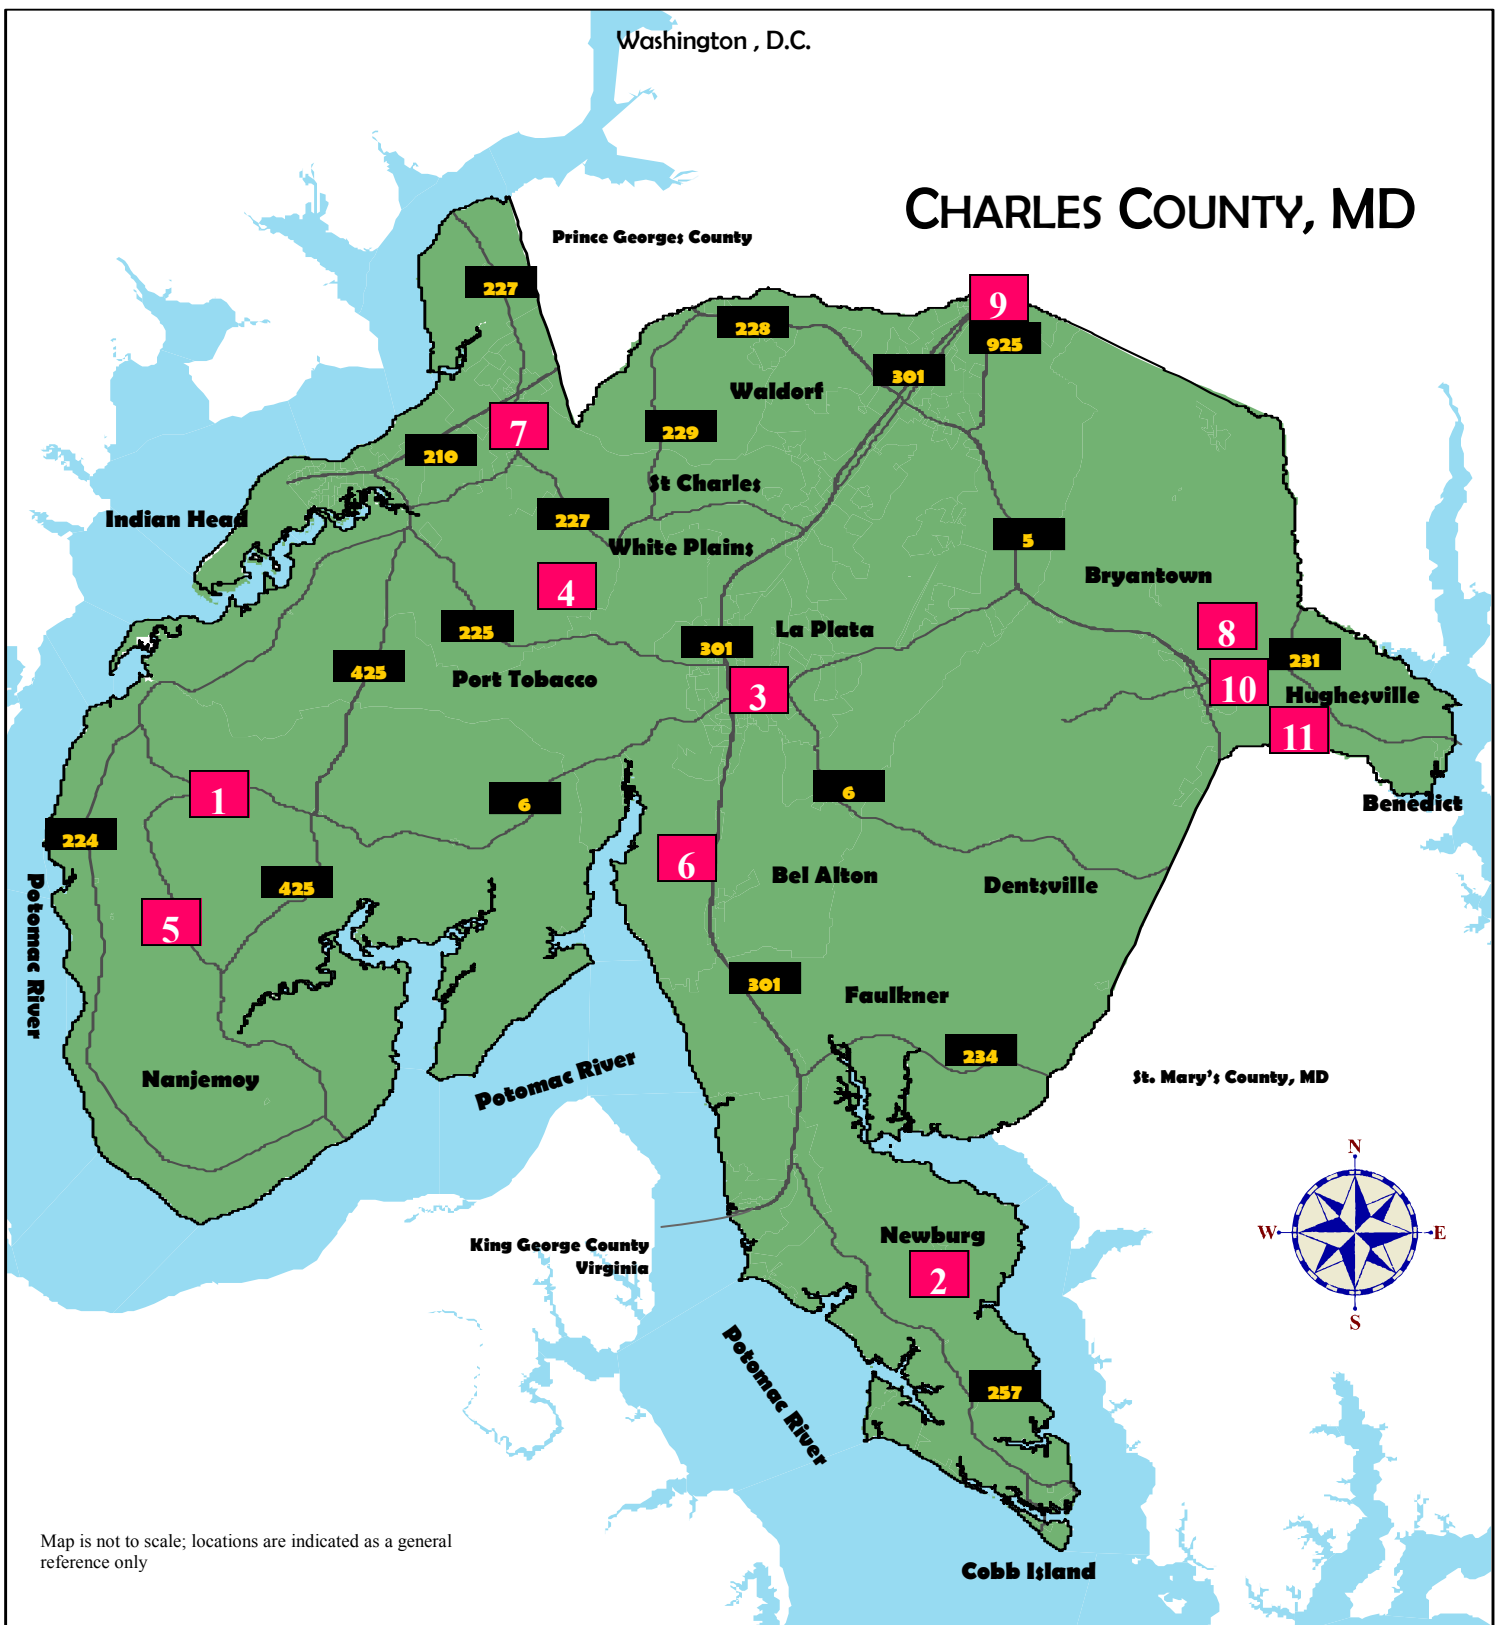 Washington , D.C.
CHARLES COUNTY, MD
Prince Georges County
227
9
228
925
301
Waldorf
7
229
210
St Charles
Indian Head
227
White Plains
5
Bryantown
4
8
225
La Plata
301
231
425
Port Tobacco
3
10
Hughesville
11
1
6
6
Benedict
224
6
Bel Alton
425
Dentsville
5
Potomac River
301
Faulkner
234
Nanjemoy
Potomac River
St. Mary's County, MD
N
W
E
S
King George County
Virginia
Newburg
2
Potomac River
257
Map is not to scale; locations are indicated as a general
reference only
Cobb Island